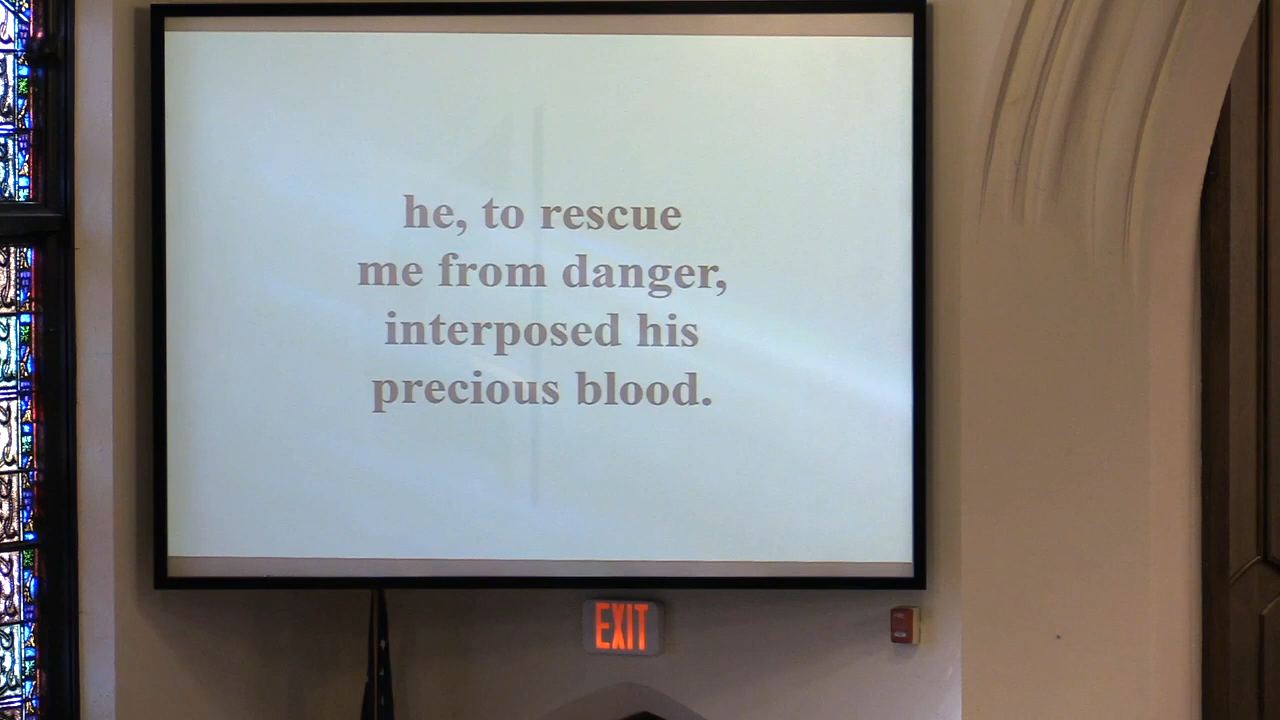 he, to rescue
me from danger,
interposed his
precious blood.
EXIT